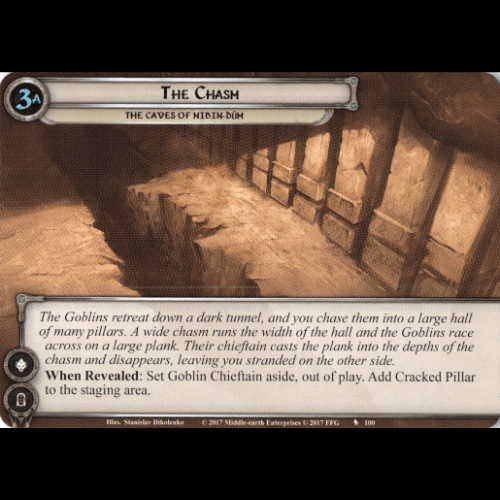 3A
THE CHASM
THE CAVES OF NIBIN-DÛM
The Goblins retreat down a dark tunnel, and you chase them into a large hall
of many pillars. A wide chasm runs the width of the hall and the Goblins race
across on a large plank. Their chieftain casts the plank into the depths of the
chasm and disappears, leaving you stranded on the other side.
When Revealed: Set Goblin Chieftain aside, out of play. Add Cracked Pillar
to the staging area.
Illus. Stanislav Dikolenko © 2017 Middle-earth Enterprises © 2017 FFG 100